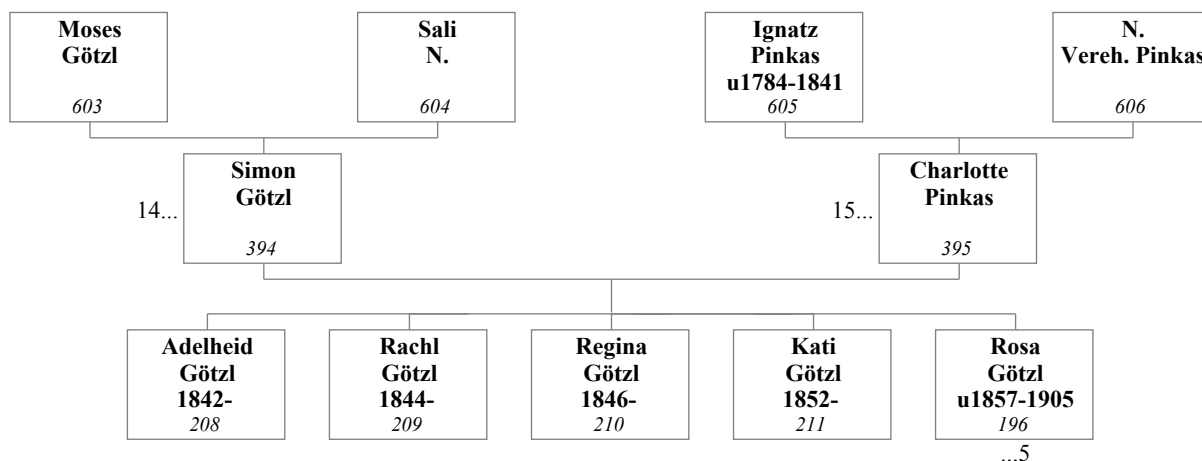 Moses
Götzl
603
Sali
N.
604
Ignatz
Pinkas
u1784-1841
605
N.
Vereh. Pinkas
606
14...
Simon
Götzl
394
15...
Charlotte
Pinkas
395
Adelheid
Götzl
1842-
208
Rachl
Götzl
1844-
209
Regina
Götzl
1846-
210
Kati
Götzl
1852-
211
Rosa
Götzl
u1857-1905
196
...5